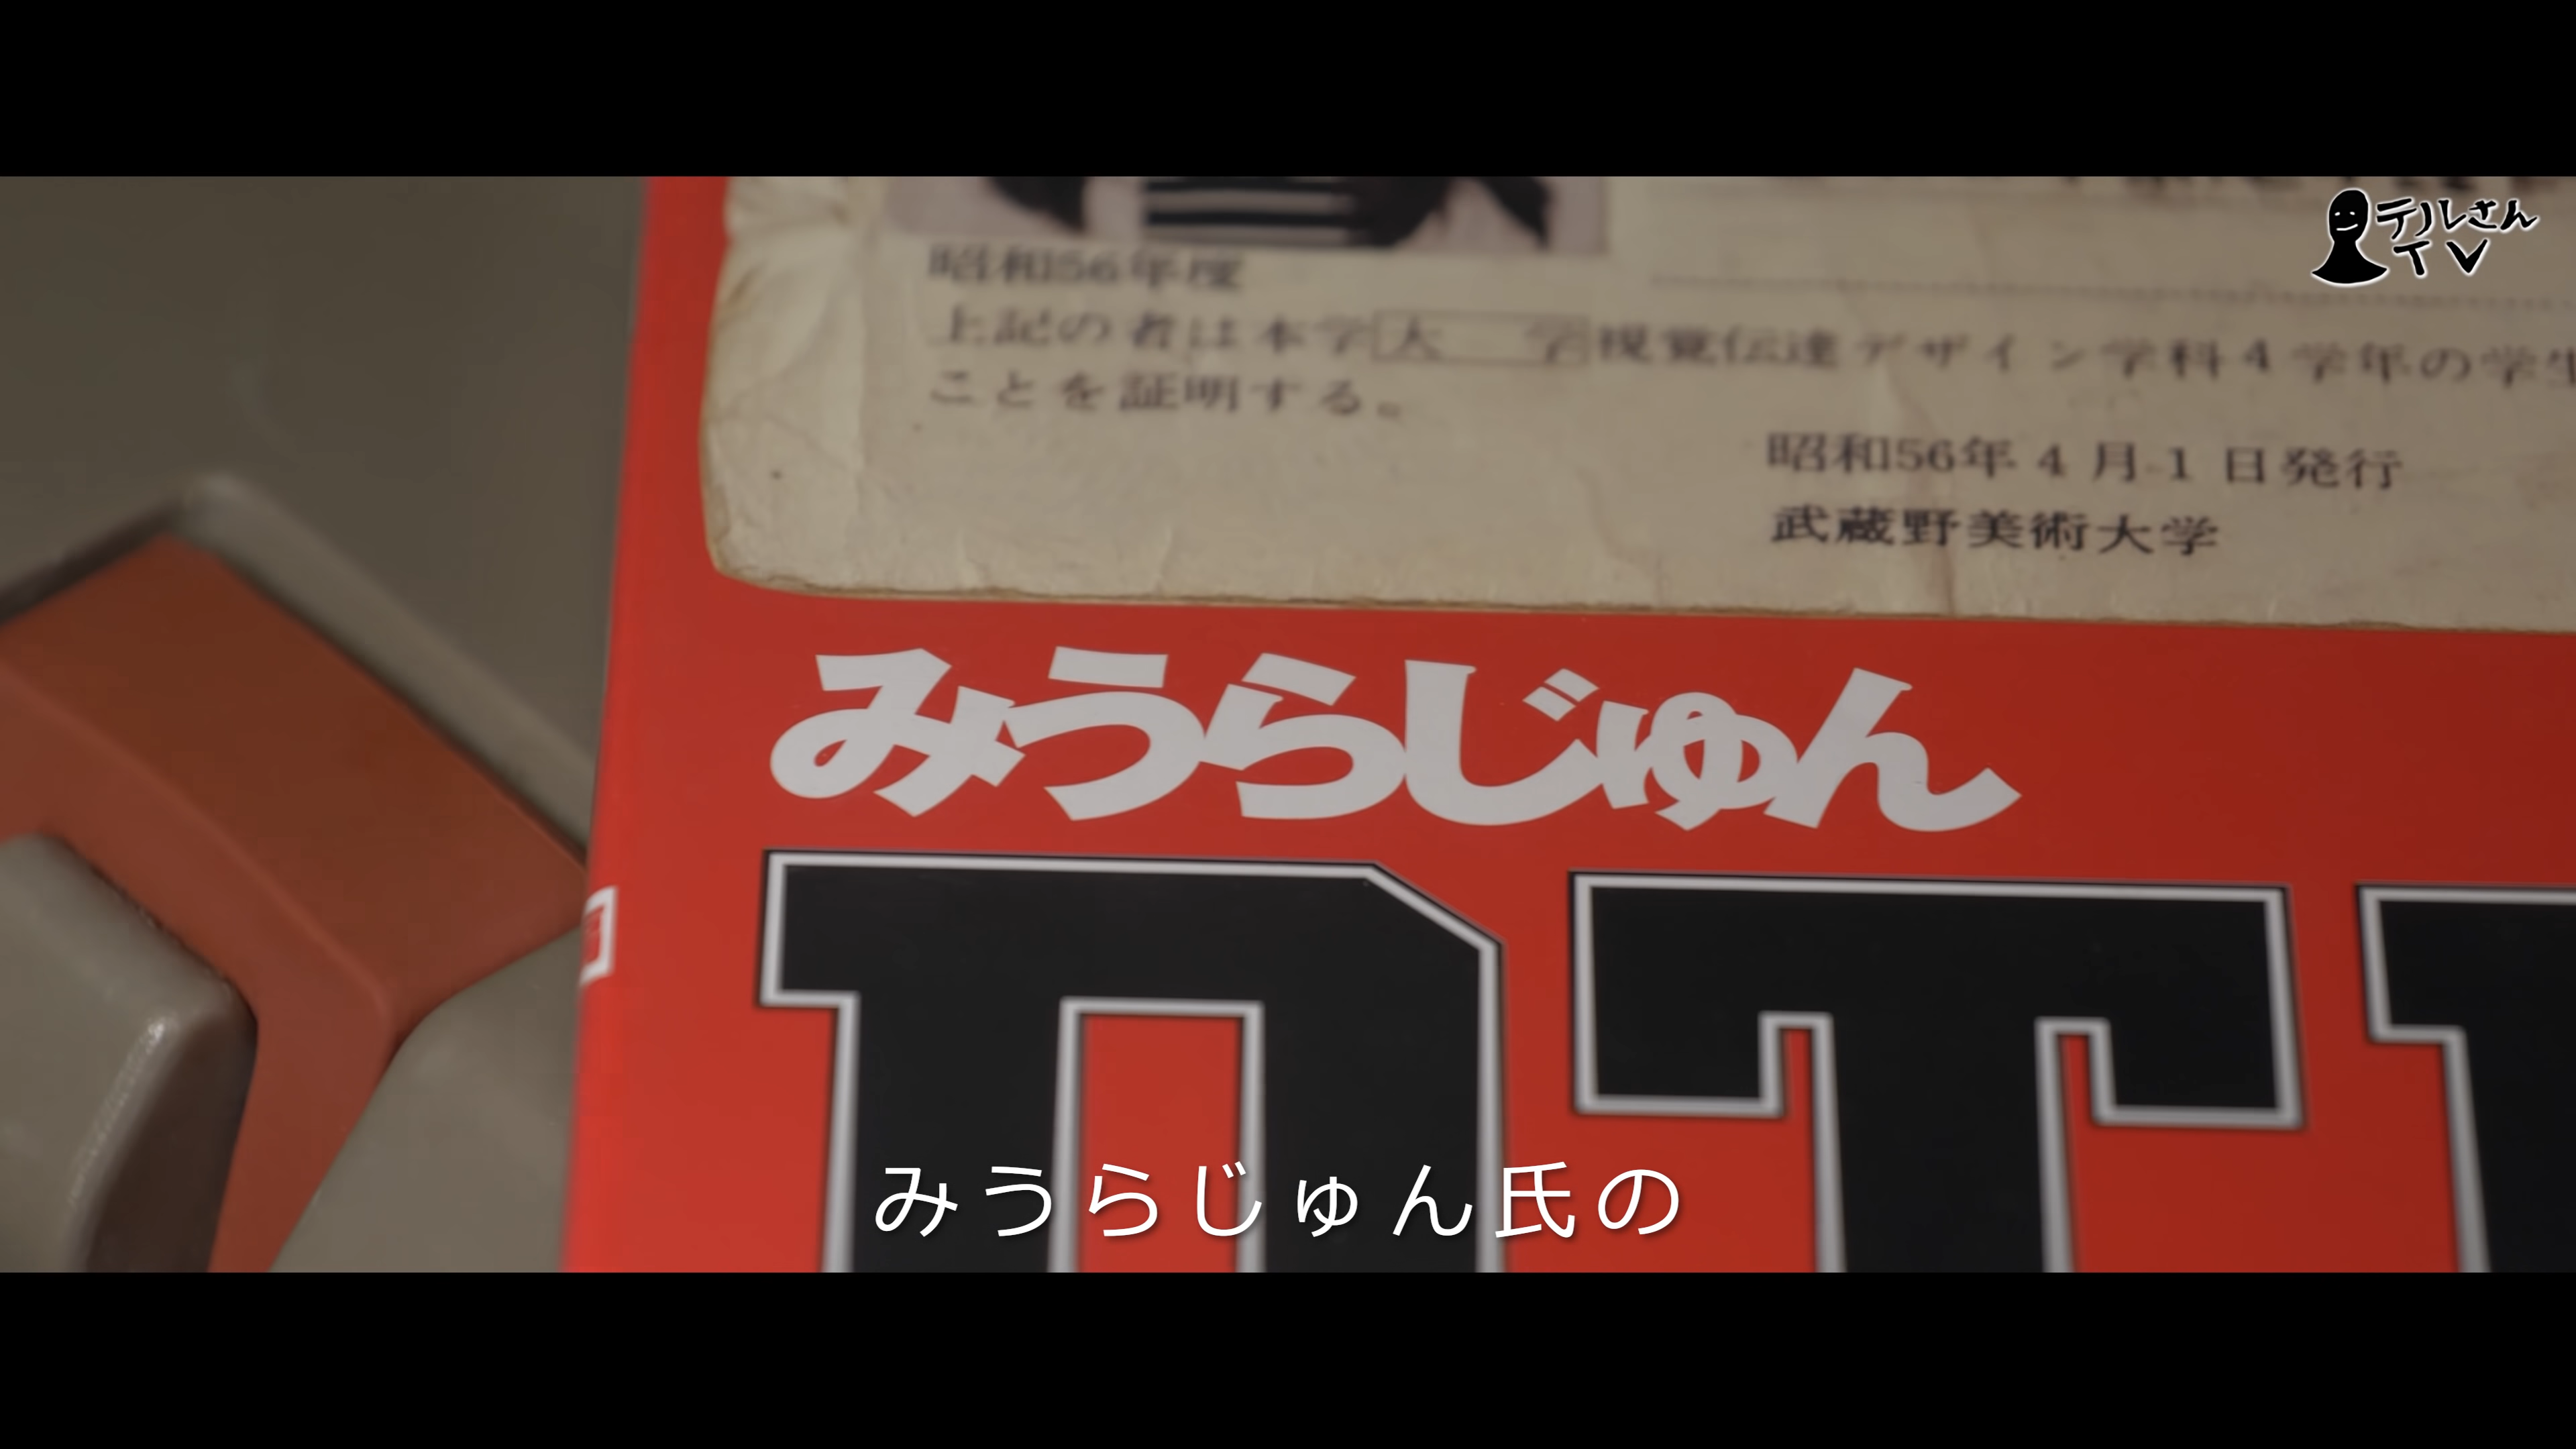 テルさん
TV
昭和56年度
上記の者は本学大 学視覚伝達デザイン学科4学年の学生
ことを証明する。
昭和56年4月1日発行
武蔵野美術大学
みうらじゅん
DT
みうらじゅん氏の